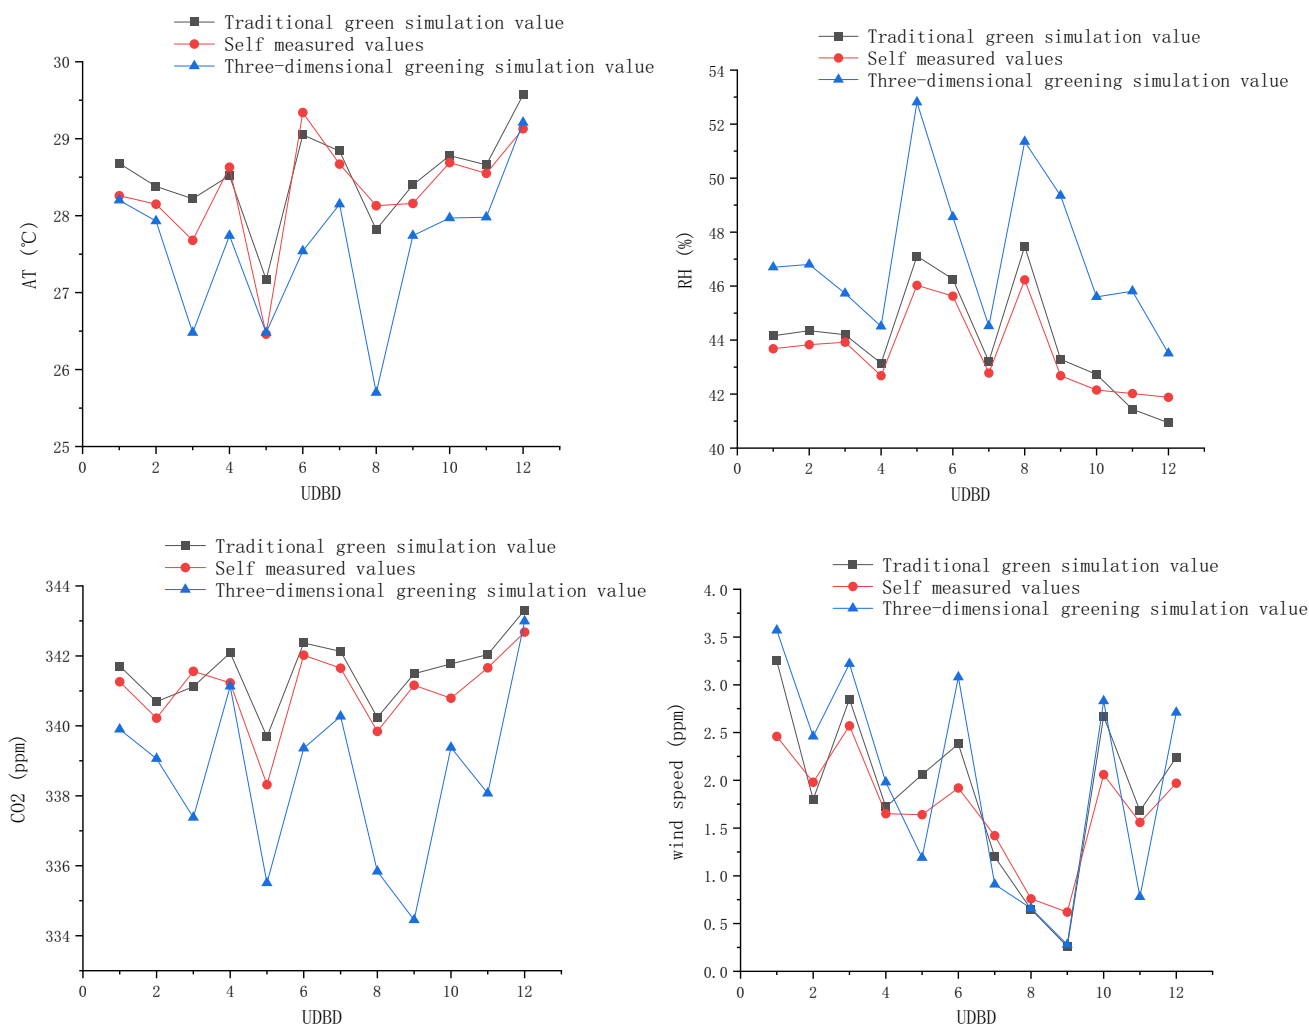 Traditional green simulation value
Self measured values
Three-dimensional greening simulation value
30
29
28
27
26
25
AT (℃)
0 2 4 6 8 10 12
UDBD
Traditional green simulation value
Self measured values
Three-dimensional greening simulation value
54
52
50
48
46
44
42
40
RH (%)
0 2 4 6 8 10 12
UDBD
Traditional green simulation value
Self measured values
Three-dimensional greening simulation value
344
342
340
338
336
334
CO2 (ppm)
0 2 4 6 8 10 12
UDBD
Traditional green simulation value
Self measured values
Three-dimensional greening simulation value
4.0
3.5
3.0
2.5
2.0
1.5
1.0
0.5
0.0
wind speed (ppm)
0 2 4 6 8 10 12
UDBD